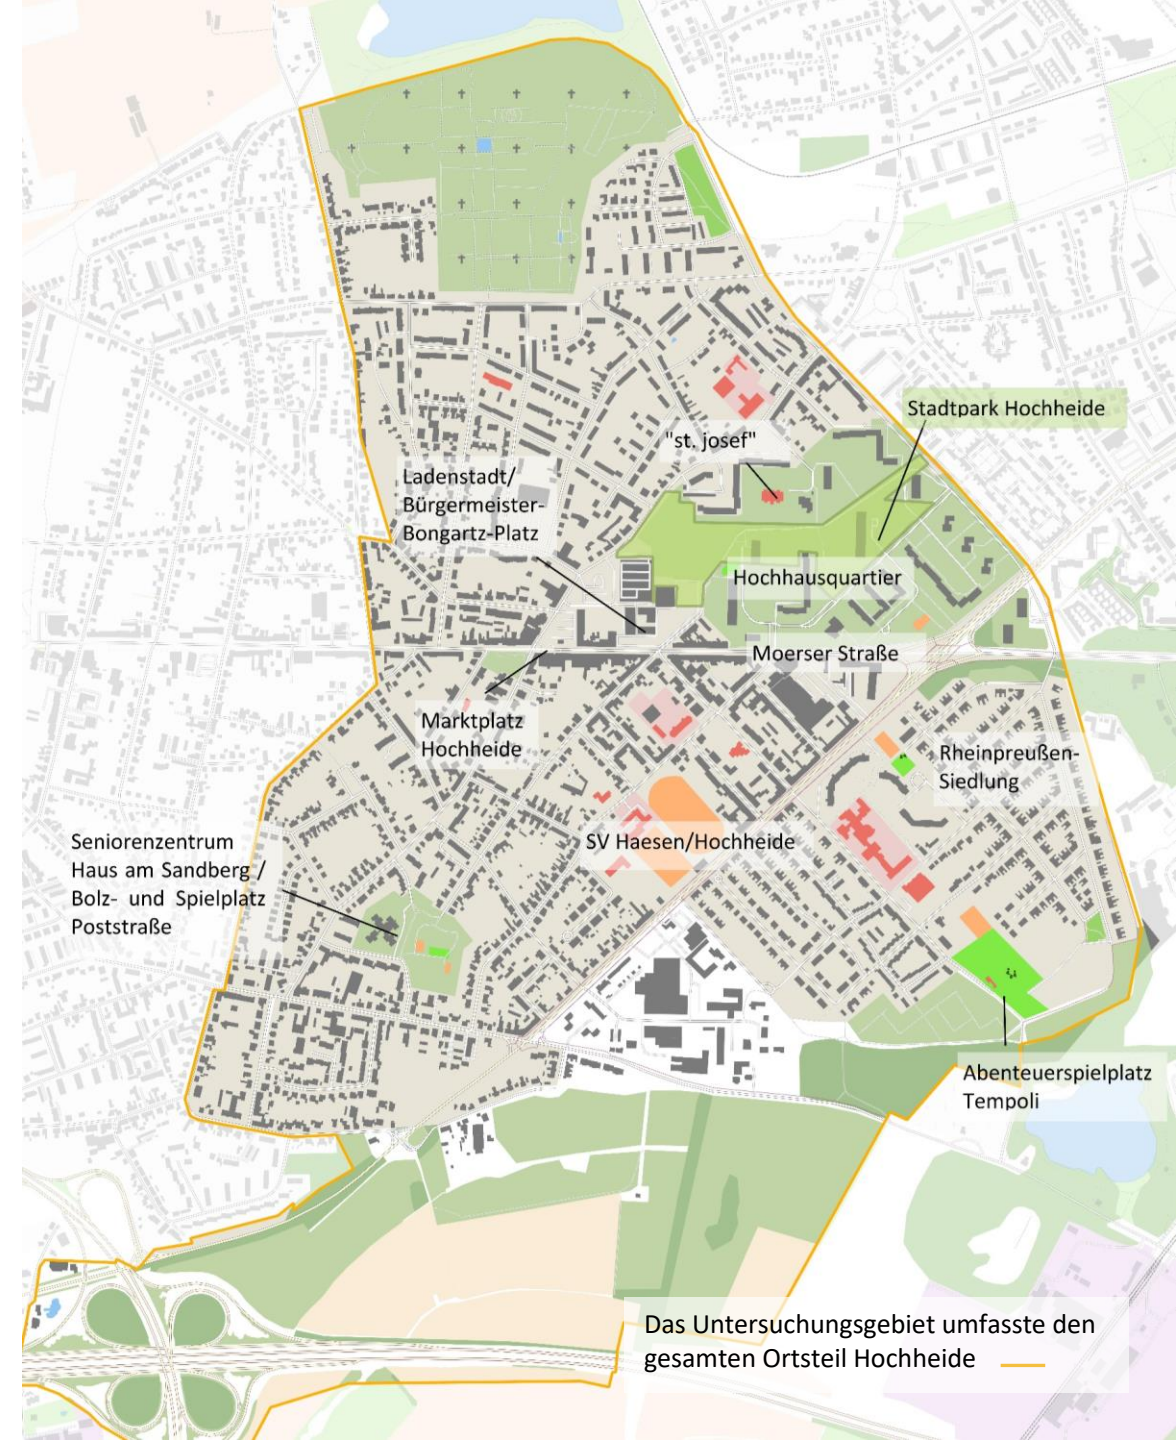 Stadtpark Hochheide
"st. josef"
Ladenstadt/
Bürgermeister-
Bongartz-Platz
Hochhausquartier
Moerser Straße
Marktplatz
Hochheide
Rheinpreußen-
Siedlung
SV Haesen/Hochheide
Seniorenzentrum
Haus am Sandberg /
Bolz- und Spielplatz
Poststraße
Abenteuerspielplatz
Tempoli
Das Untersuchungsgebiet umfasste den
gesamten Ortsteil Hochheide